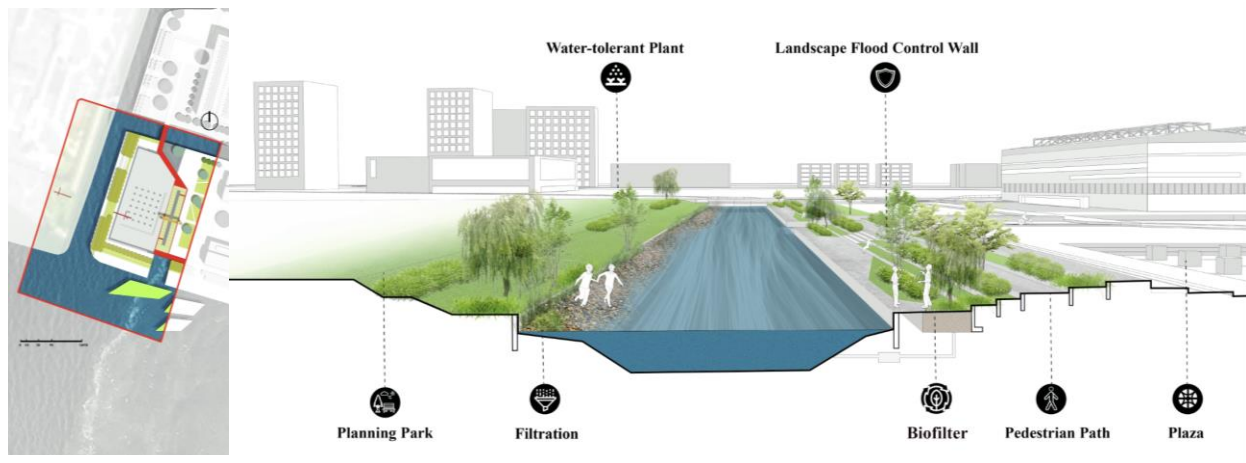 Water-tolerant Plant
Landscape Flood Control Wall
Planning Park
Filtration
Biofilter
Pedestrian Path
Plaza